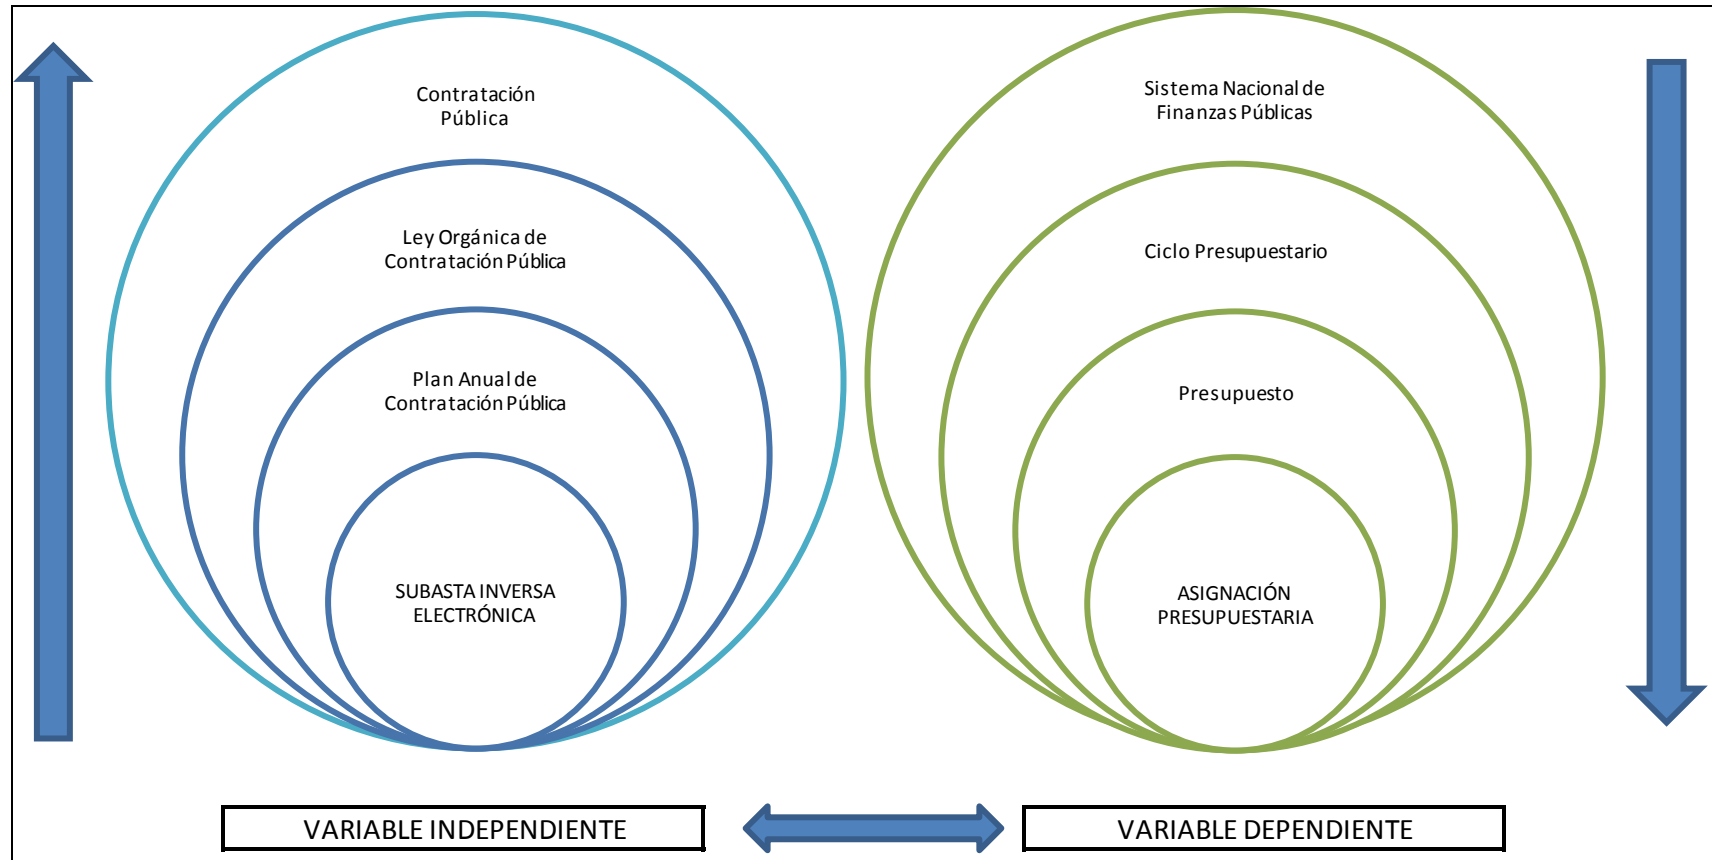 Contratación
Pública
Ley Orgánica de
Contratación Pública
Plan Anual de
Contratación Pública
SUBASTA INVERSA
ELECTRÓNICA
Sistema Nacional de
Finanzas Públicas
Ciclo Presupuestario
Presupuesto
ASIGNACIÓN
PRESUPUESTARIA
VARIABLE INDEPENDIENTE
VARIABLE DEPENDIENTE